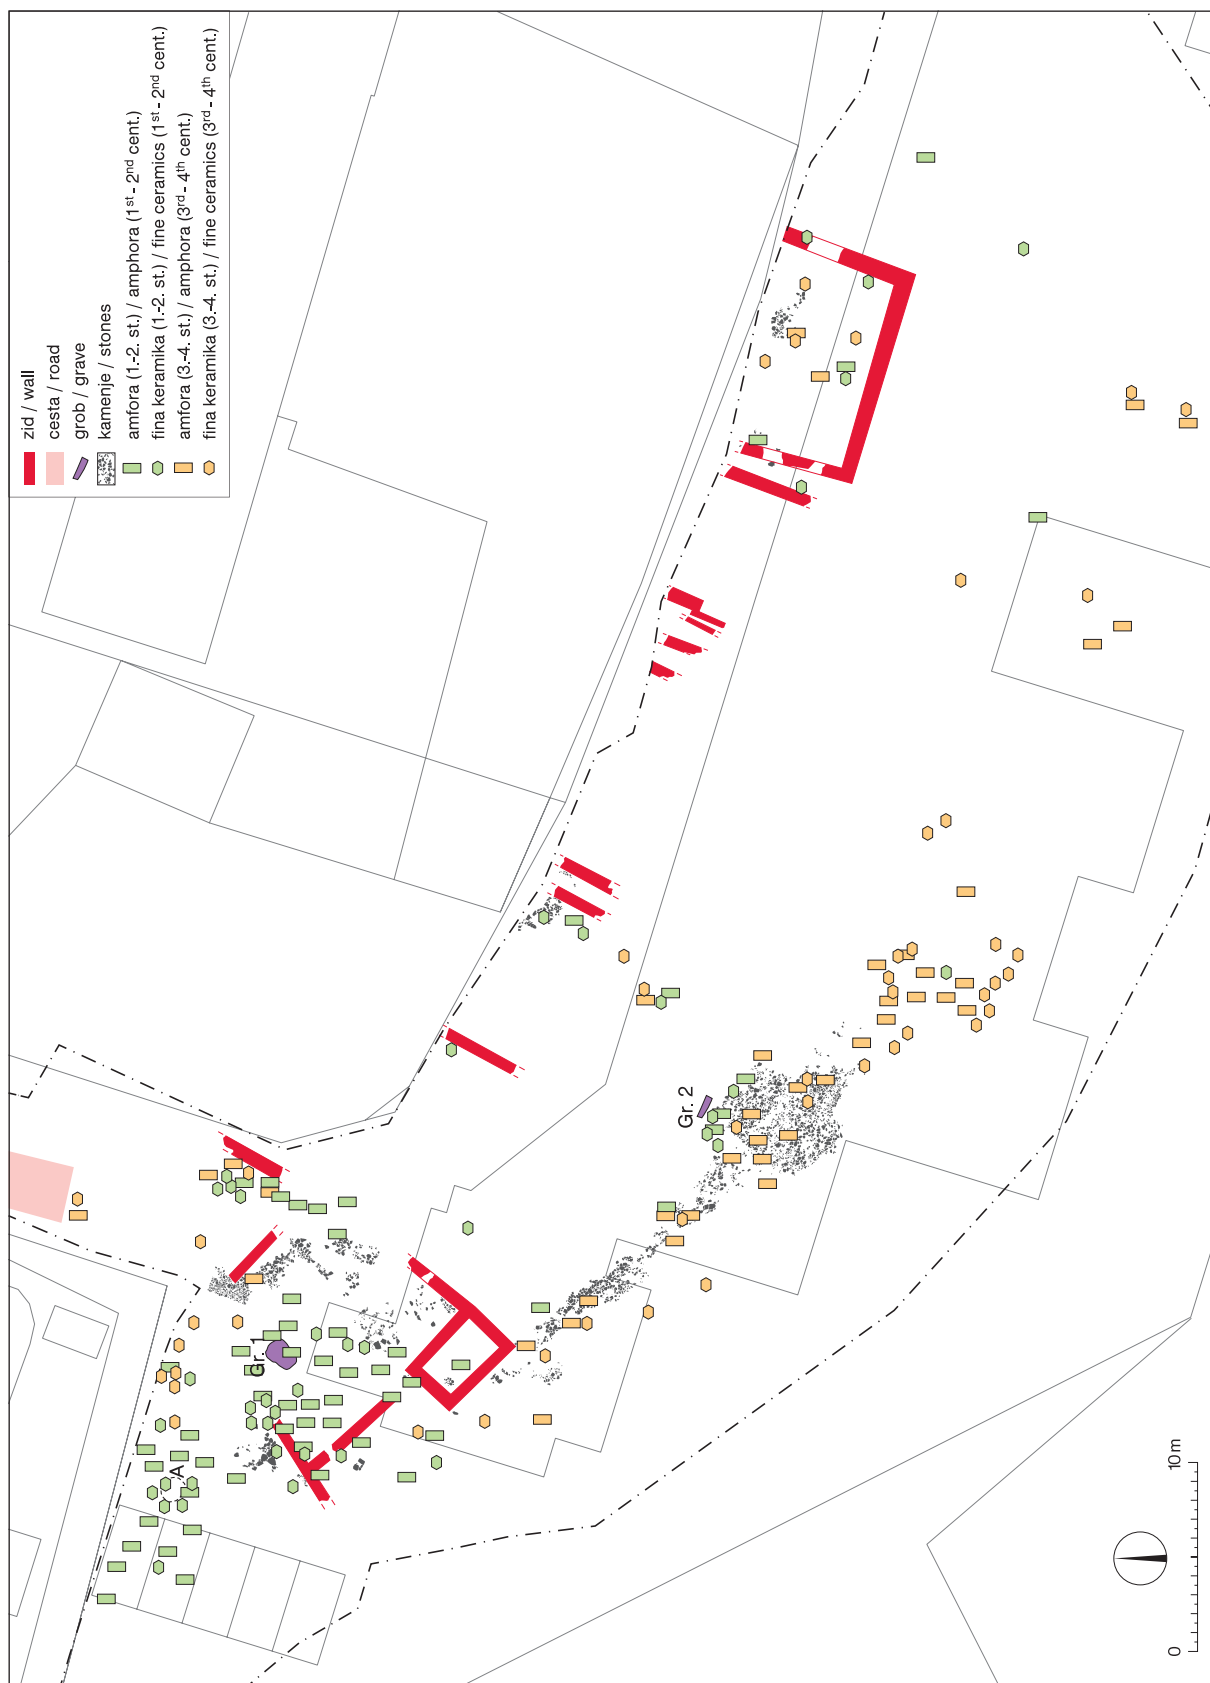 zid / wall
cesta / road
grob / grave
kamenje / stones
amfora (1.-2. st.) / amphora (1st - 2nd cent.)
fina keramika (1.-2. st.) / fine ceramics (1st - 2nd cent.)
amfora (3.-4. st.) / amphora (3rd - 4th cent.)
fina keramika (3.-4. st.) / fine ceramics (3rd - 4th cent.)
Gr. 2
Gr. 1
A
0 10 m